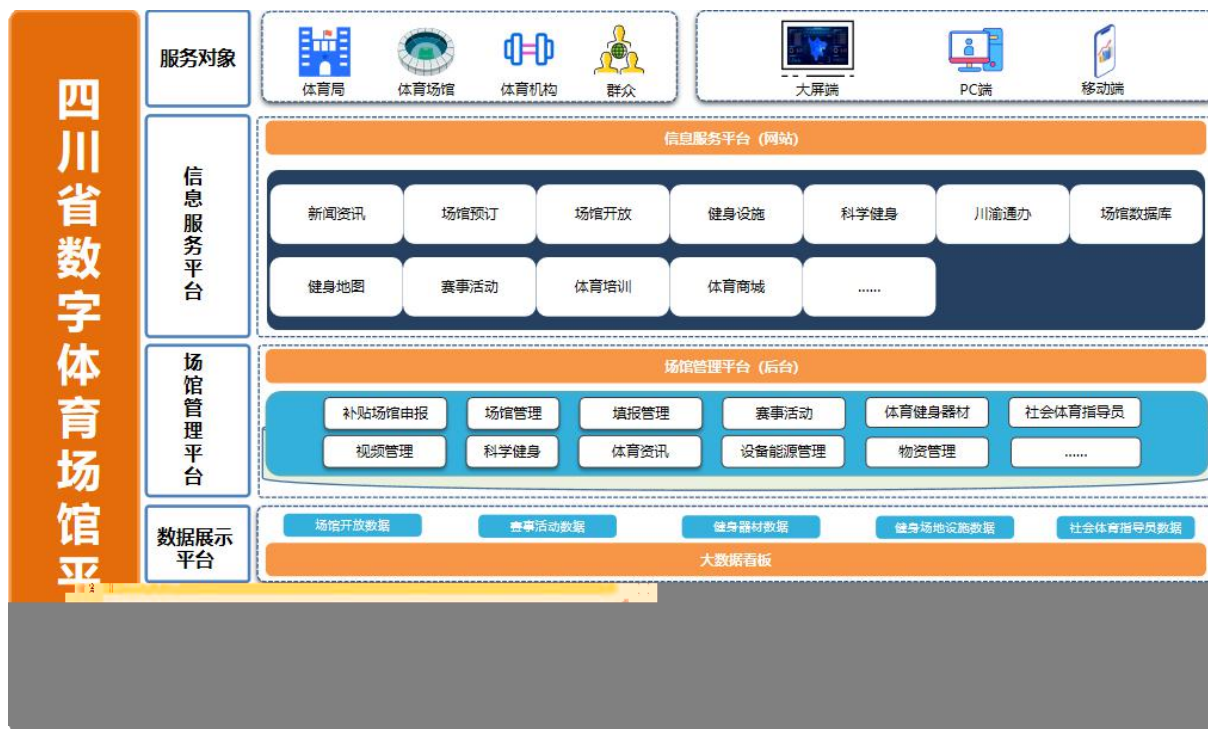 四川省数字体育场馆平
服务对象
体育局
体育场馆
体育机构
群众
大屏端
PC端
移动端
信息服务平台
信息服务平台（网站）
新闻资讯
场馆预订
场馆开放
健身设施
科学健身
川渝通办
场馆数据库
健身地图
赛事活动
体育培训
体育商城
......
场馆管理平台
场馆管理平台（后台）
补贴场馆申报
场馆管理
填报管理
赛事活动
体育健身器材
社会体育指导员
视频管理
科学健身
体育资讯
设备能源管理
物资管理
......
数据展示
平台
场馆开放数据
赛事活动数据
健身器材数据
健身场地设施数据
社会体育指导员数据
大数据看板